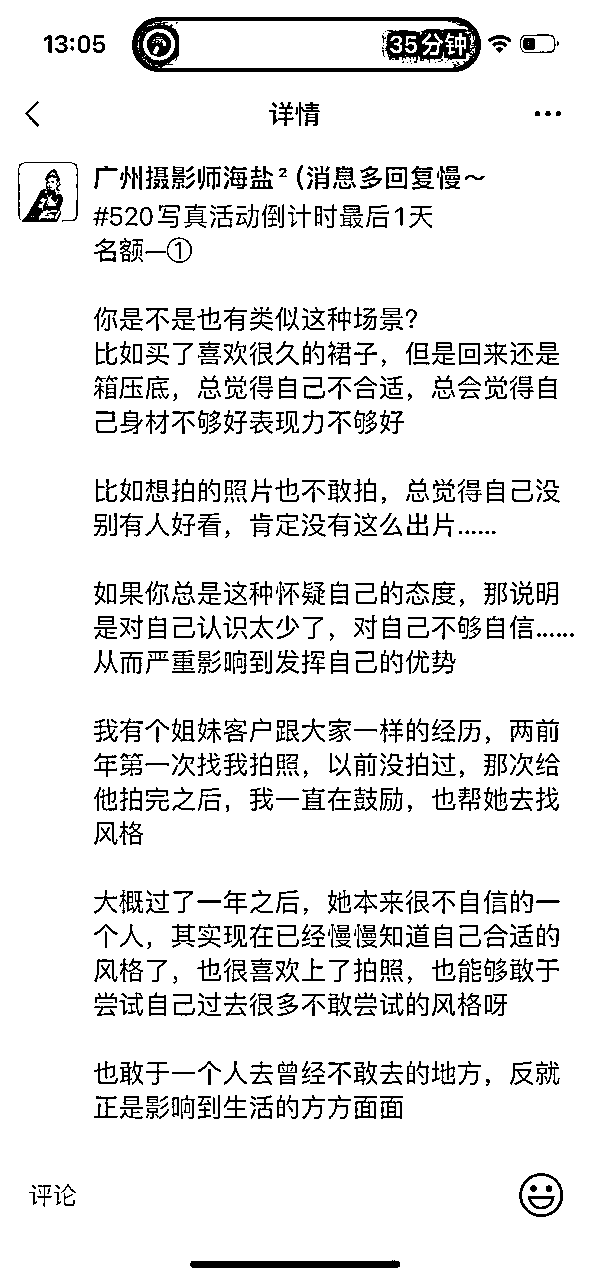 13:05
35分钟
详情
广州摄影师海盐²（消息多回复慢～
#520写真活动倒计时最后1天
名额—①
你是不是也有类似这种场景？
比如买了喜欢很久的裙子，但是回来还是
箱压底，总觉得自己不合适，总会觉得自
己身材不够好表现力不够好
比如想拍的照片也不敢拍，总觉得自己没
别有人好看，肯定没有这么出片......
如果你总是这种怀疑自己的态度，那说明
是对自己认识太少了，对自己不够自信......
从而严重影响到发挥自己的优势
我有个姐妹客户跟大家一样的经历，两前
年第一次找我拍照，以前没拍过，那次给
他拍完之后，我一直在鼓励，也帮她去找
风格
大概过了一年之后，她本来很不自信的一
个人，其实现在已经慢慢知道自己合适的
风格了，也很喜欢上了拍照，也能够敢于
尝试自己过去很多不敢尝试的风格呀
也敢于一个人去曾经不敢去的地方，反就
正是影响到生活的方方面面
评论